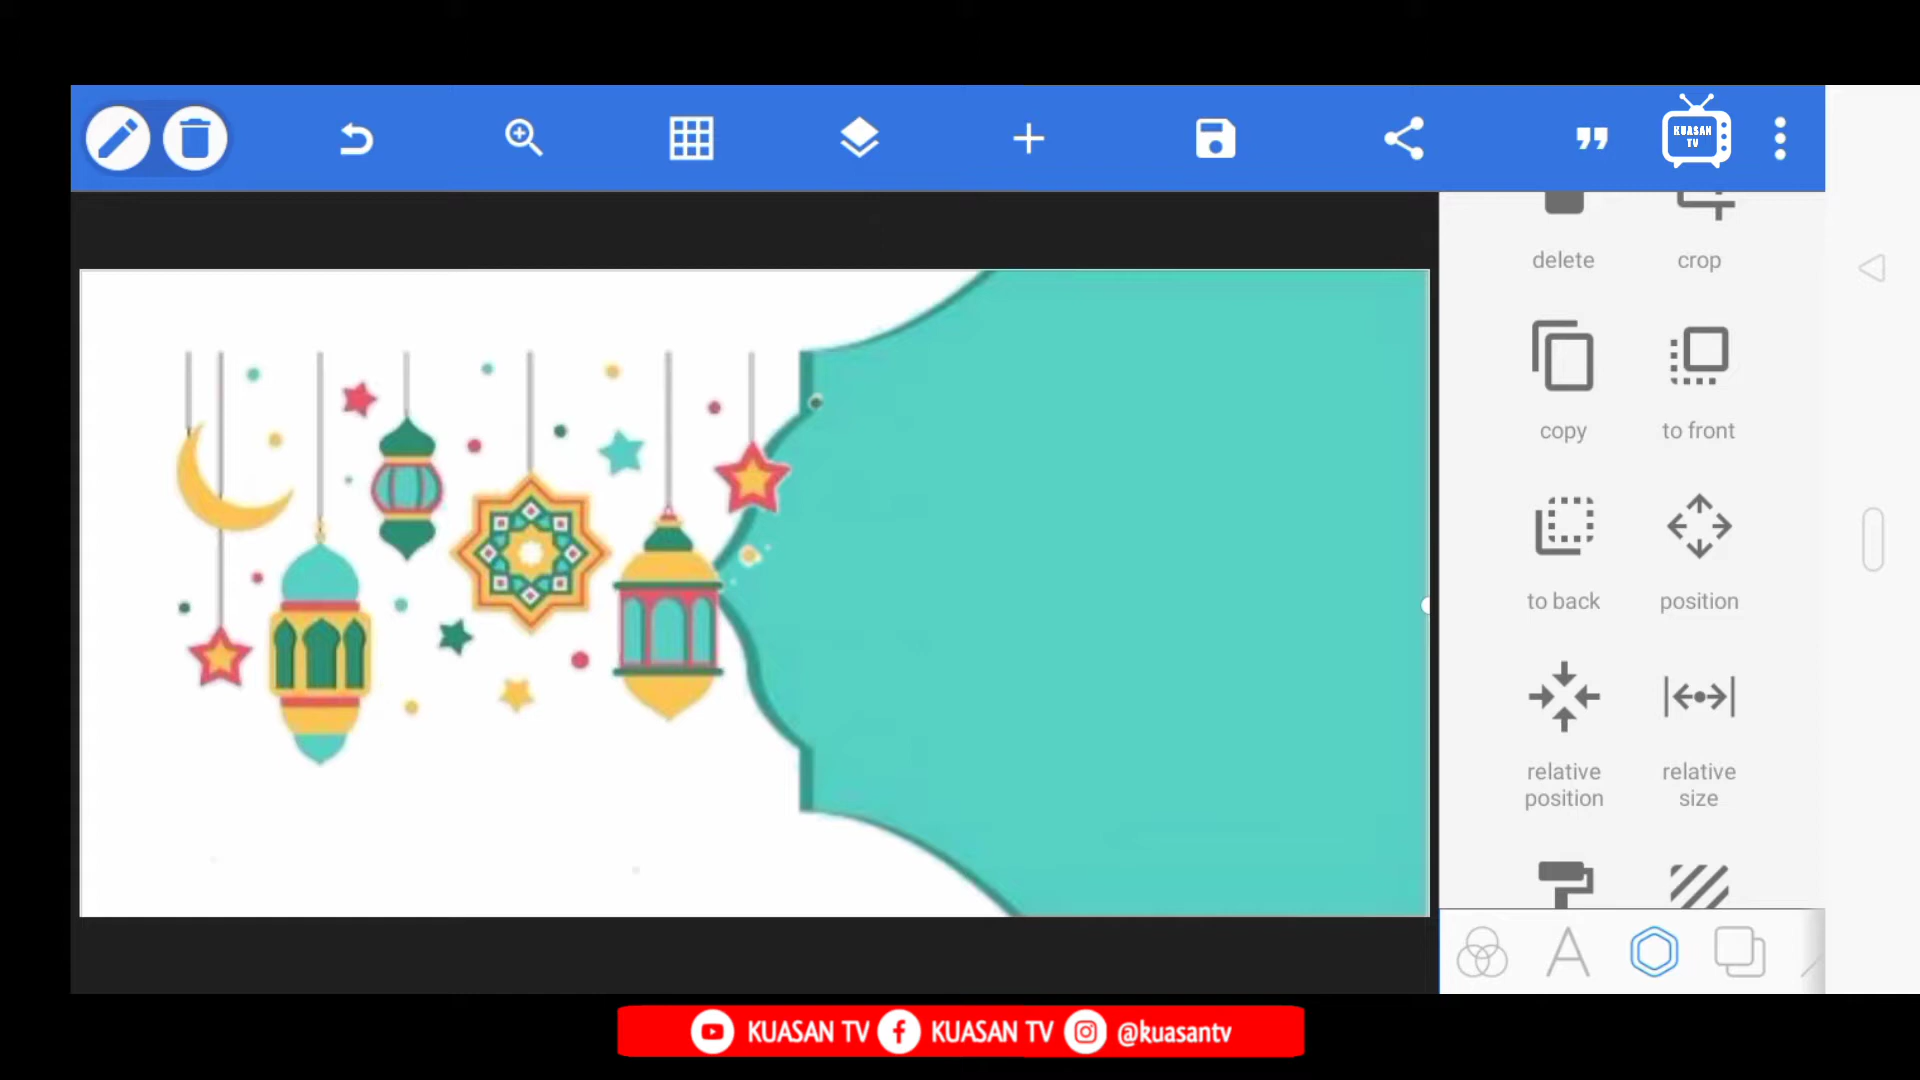 KUASAN
TV
delete
crop
copy
to front
to back
position
relative
position
relative
size
KUASAN TV
KUASAN TV
@kuasantv